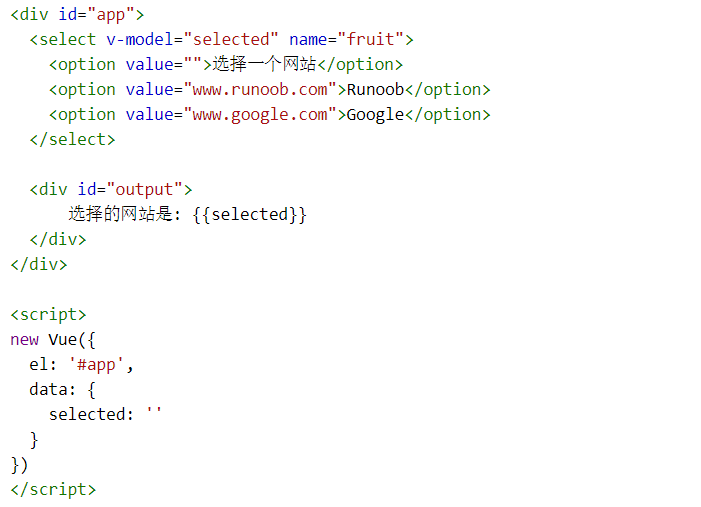 <div id="app">
  <select v-model="selected" name="fruit">
    <option value="">选择一个网站</option>
    <option value="www.runoob.com">Runoob</option>
    <option value="www.google.com">Google</option>
  </select>

  <div id="output">
      选择的网站是: {{selected}}
  </div>
</div>

<script>
new Vue({
  el: '#app',
  data: {
    selected: ''
  }
})
</script>